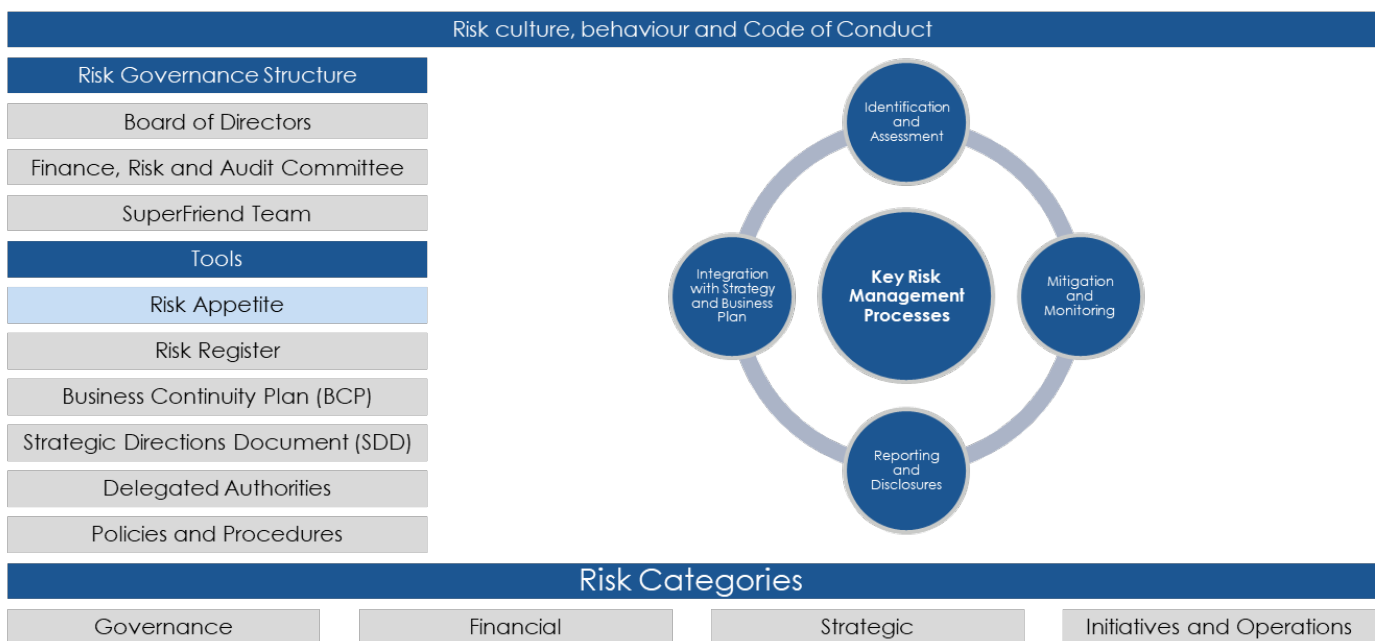 Risk culture, behaviour and Code of Conduct
Risk Governance Structure
Board of Directors
Finance, Risk and Audit Committee
SuperFriend Team
Tools
Risk Appetite
Risk Register
Business Continuity Plan (BCP)
Strategic Directions Document (SDD)
Delegated Authorities
Policies and Procedures
Identification
and
Assessment
Integration
with Strategy
and Business
Plan
Key Risk
Management
Processes
Mitigation
and
Monitoring
Reporting
and
Disclosures
Risk Categories
Governance
Financial
Strategic
Initiatives and Operations